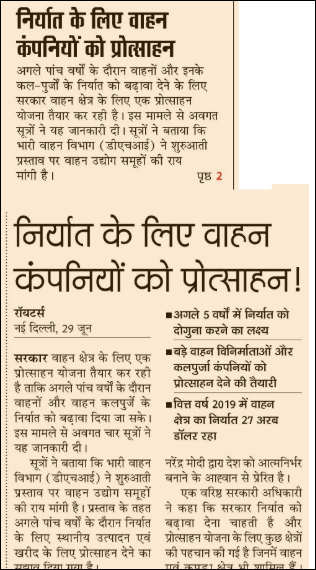 निर्यात के लिए वाहन
कंपनियों को प्रोत्साहन
अगले पांच वर्षों के दौरान वाहनों और इनके
कल-पुर्जों के निर्यात को बढ़ावा देने के लिए
सरकार वाहन क्षेत्र के लिए एक प्रोत्साहन
योजना तैयार कर रही है। इस मामले से अवगत
सूत्रों ने यह जानकारी दी। सूत्रों ने बताया कि
भारी वाहन विभाग (डीएचआई) ने शुरुआती
प्रस्ताव पर वाहन उद्योग समूहों की राय
मांगी है। पृष्ठ 2
निर्यात के लिए वाहन
कंपनियों को प्रोत्साहन!
रॉयटर्स
नई दिल्ली, 29 जून
सरकार वाहन क्षेत्र के लिए एक
प्रोत्साहन योजना तैयार कर रही
है ताकि अगले पांच वर्षों के दौरान
वाहनों और वाहन कलपुर्जे के
निर्यात को बढ़ावा दिया जा सके।
इस मामले से अवगत चार सूत्रों ने
यह जानकारी दी।
सूत्रों ने बताया कि भारी वाहन
विभाग (डीएचआई) ने शुरुआती
प्रस्ताव पर वाहन उद्योग समूहों
की राय मांगी है। प्रस्ताव के तहत
अगले पांच वर्षों के दौरान निर्यात
के लिए स्थानीय उत्पादन एवं
खरीद के लिए प्रोत्साहन देने का
सुझाव दिया गया है।
■ अगले 5 वर्षों में निर्यात को
दोगुना करने का लक्ष्य
■ बड़े वाहन विनिर्माताओं और
कलपुर्जा कंपनियों को
प्रोत्साहन देने की तैयारी
■ वित्त वर्ष 2019 में वाहन
क्षेत्र का निर्यात 27 अरब
डॉलर रहा
नरेंद्र मोदी द्वारा देश को आत्मनिर्भर
बनाने के आह्वान से प्रेरित है।
एक वरिष्ठ सरकारी अधिकारी
ने कहा कि सरकार निर्यात को
बढ़ावा देना चाहती है और
प्रोत्साहन योजना के लिए कुछ क्षेत्रों
की पहचान की गई है जिनमें वाहन
एवं कपड़ा क्षेत्र भी शामिल हैं।